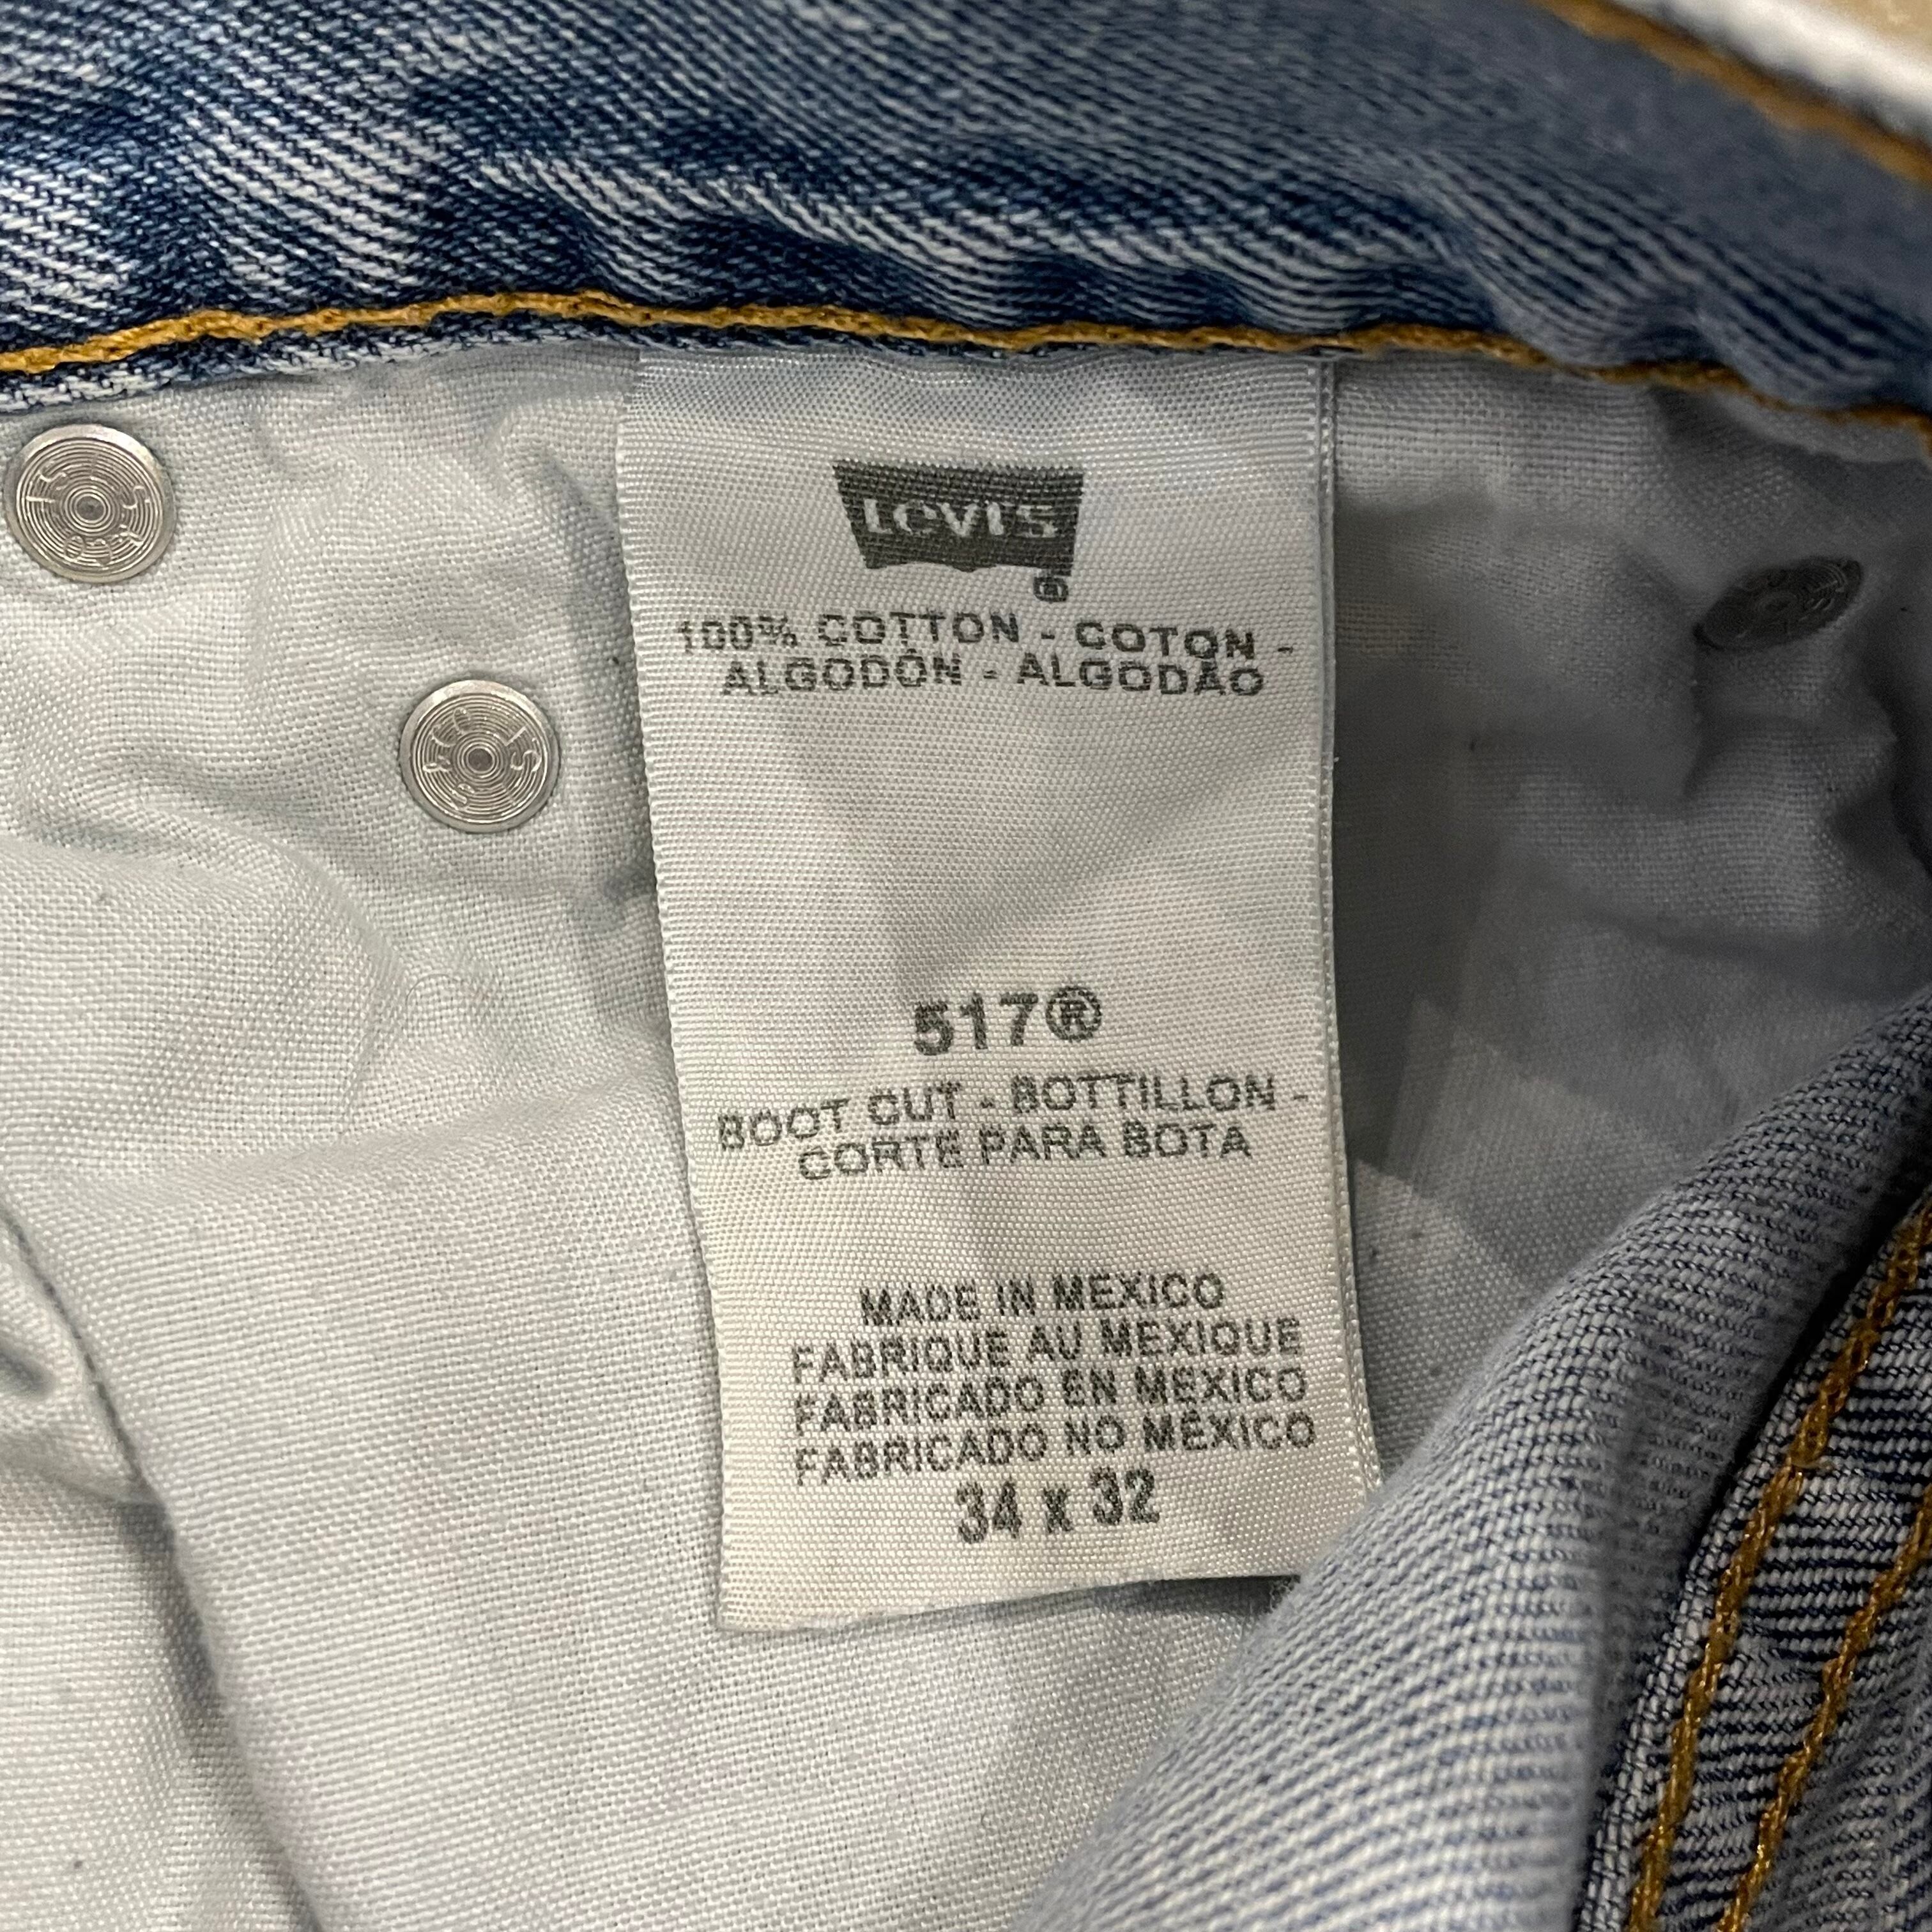 Levi's
®
100% COTTON - COTON -
ALGODÓN - ALGODÃO
517®
BOOT CUT - BOTTILLON -
CORTE PARA BOTA
MADE IN MEXICO
FABRIQUE AU MEXIQUE
FABRICADO EN MEXICO
FABRICADO NO MÉXICO
34 x 32